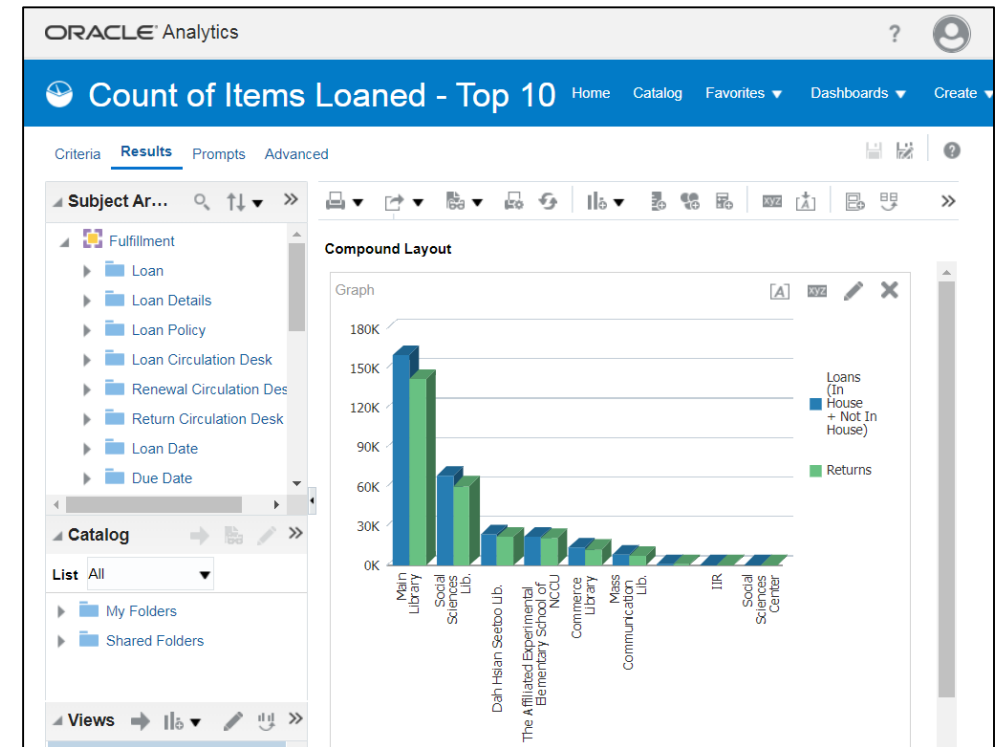 ORACLE Analytics
?
Count of Items Loaned - Top 10
Home
Catalog
Favorites
Dashboards
Create
Criteria
Results
Prompts
Advanced
?
Subject Ar...
Fulfillment
Loan
Loan Details
Loan Policy
Loan Circulation Desk
Renewal Circulation Des
Return Circulation Desk
Loan Date
Due Date
Catalog
List All
My Folders
Shared Folders
Views
xyz
[A]
Compound Layout
Graph
[A]
xyz
180K
150K
120K
90K
60K
30K
0K
Main
Library
Social
Sciences
Lib.
Dah Hsian Seetoo Lib.
The Affiliated Experimental
Elementary School of
NCCU
Commerce
Library
Mass
Communication
Lib.
IIR
Social
Sciences
Center
Loans
(In
House
+ Not In
House)
Returns